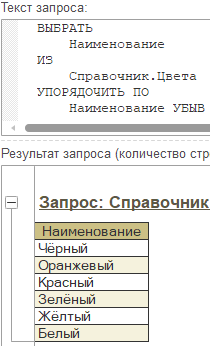 Текст запроса:
ВЫБРАТЬ
Наименование
ИЗ
Справочник.Цвета
УПОРЯДОЧИТЬ ПО
Наименование УБЫВ
Результат запроса (количество стр
Запрос: Справочник
Наименование
Чёрный
Оранжевый
Красный
Зелёный
Жёлтый
Белый